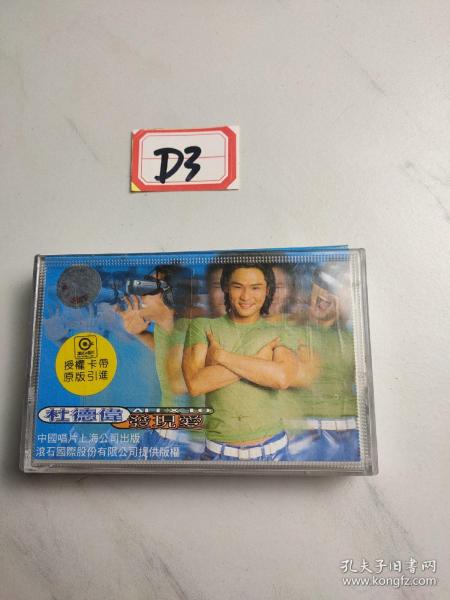 D3
授權卡帶
原版引進
杜德偉
ALEX TO
發現愛
中國唱片上海公司出版
滾石國際股份有限公司提供版權
孔夫子旧书网
www.kongfz.com